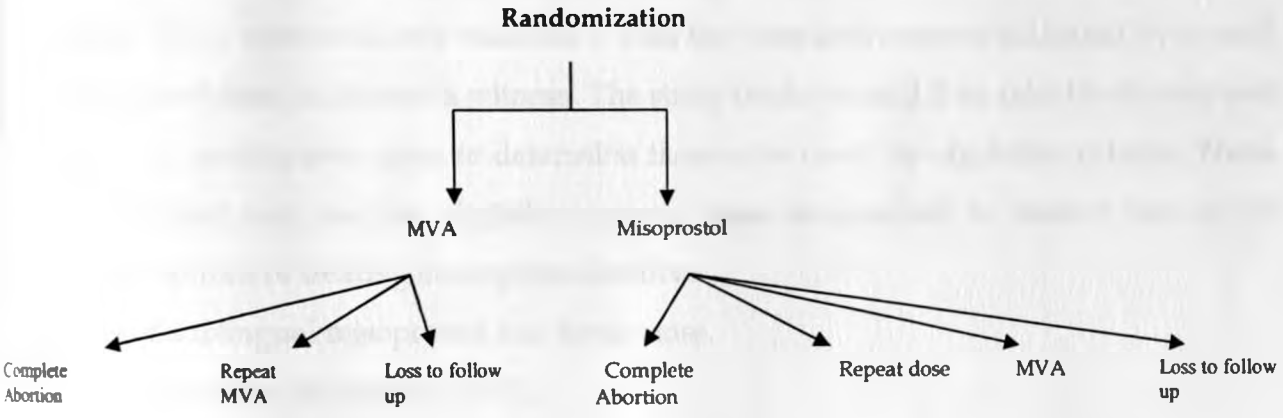 Randomization
MVA
Misoprostol
Complete
Abortion
Repeat
MVA
Loss to follow
up
Complete
Abortion
Repeat dose
MVA
Loss to follow
up